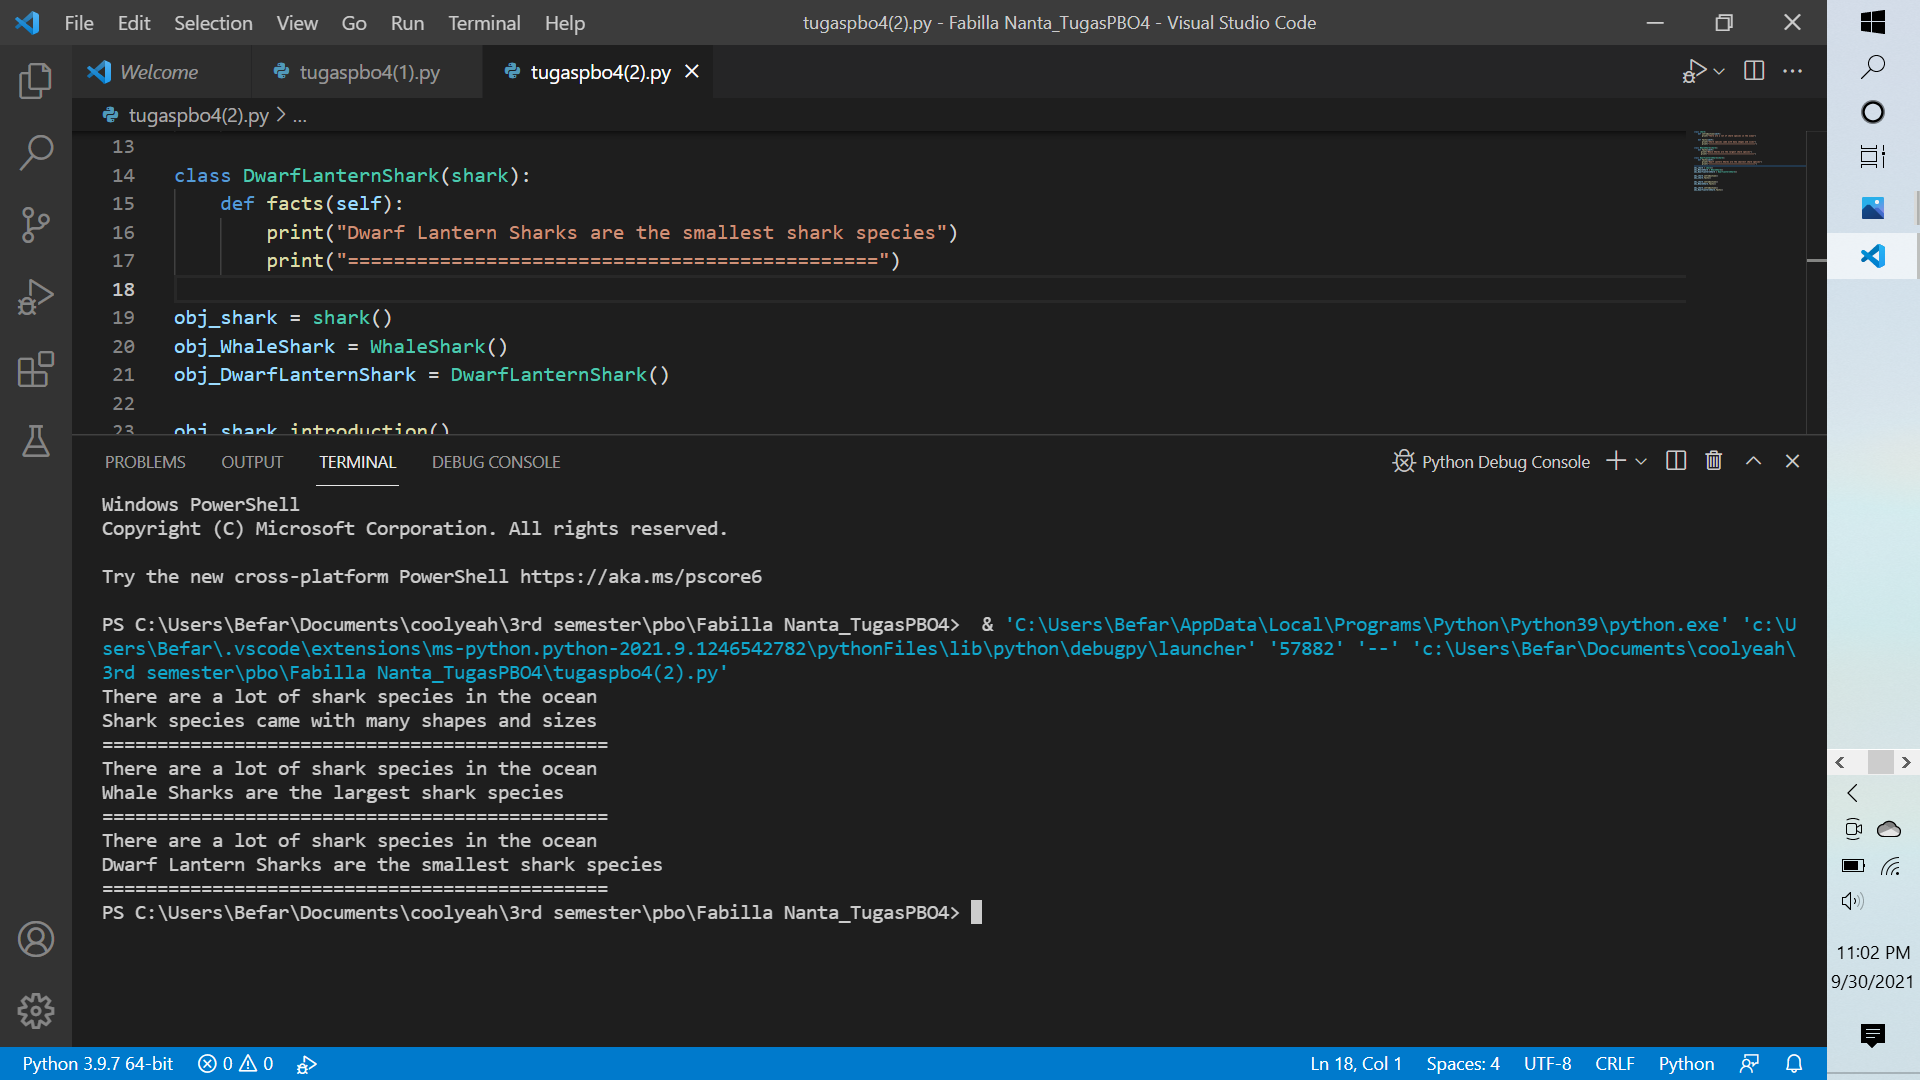 File Edit Selection View Go Run Terminal Help tugaspbo4(2).py - Fabilla Nanta_TugasPBO4 - Visual Studio Code
Welcome tugaspbo4(1).py tugaspbo4(2).py
tugaspbo4(2).py > ...
13
14 class DwarfLanternShark(shark):
15 def facts(self):
16 print("Dwarf Lantern Sharks are the smallest shark species")
17 print("==============================================")
18
19 obj_shark = shark()
20 obj_WhaleShark = WhaleShark()
21 obj_DwarfLanternShark = DwarfLanternShark()
22
23 obj_shark.introduction()
PROBLEMS OUTPUT TERMINAL DEBUG CONSOLE Python Debug Console
Windows PowerShell
Copyright (C) Microsoft Corporation. All rights reserved.
Try the new cross-platform PowerShell https://aka.ms/pscore6
PS C:\Users\Befar\Documents\coolyeah\3rd semester\pbo\Fabilla Nanta_TugasPBO4>  & 'C:\Users\Befar\AppData\Local\Programs\Python\Python39\python.exe' 'c:\U
sers\Befar\.vscode\extensions\ms-python.python-2021.9.1246542782\pythonFiles\lib\python\debugpy\launcher' '57882' '--' 'c:\Users\Befar\Documents\coolyeah\
3rd semester\pbo\Fabilla Nanta_TugasPBO4\tugaspbo4(2).py'
There are a lot of shark species in the ocean
Shark species came with many shapes and sizes
==============================================
There are a lot of shark species in the ocean
Whale Sharks are the largest shark species
==============================================
There are a lot of shark species in the ocean
Dwarf Lantern Sharks are the smallest shark species
==============================================
PS C:\Users\Befar\Documents\coolyeah\3rd semester\pbo\Fabilla Nanta_TugasPBO4>
11:02 PM
9/30/2021
Python 3.9.7 64-bit 0 0 Ln 18, Col 1 Spaces: 4 UTF-8 CRLF Python